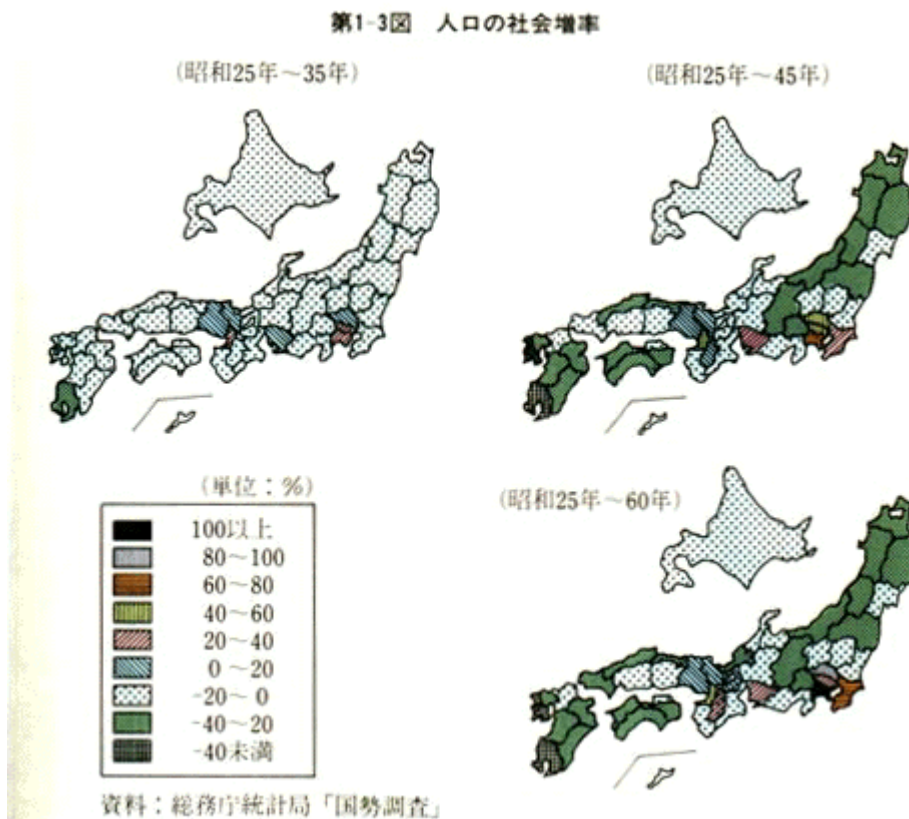 第1-3図 人口の社会増率
(昭和25年～35年)
(昭和25年～45年)
(単位：%)
100以上
80～100
60～80
40～60
20～40
0～20
-20～0
-40～20
-40未満
(昭和25年～60年)
資料：総務庁統計局「国勢調査」